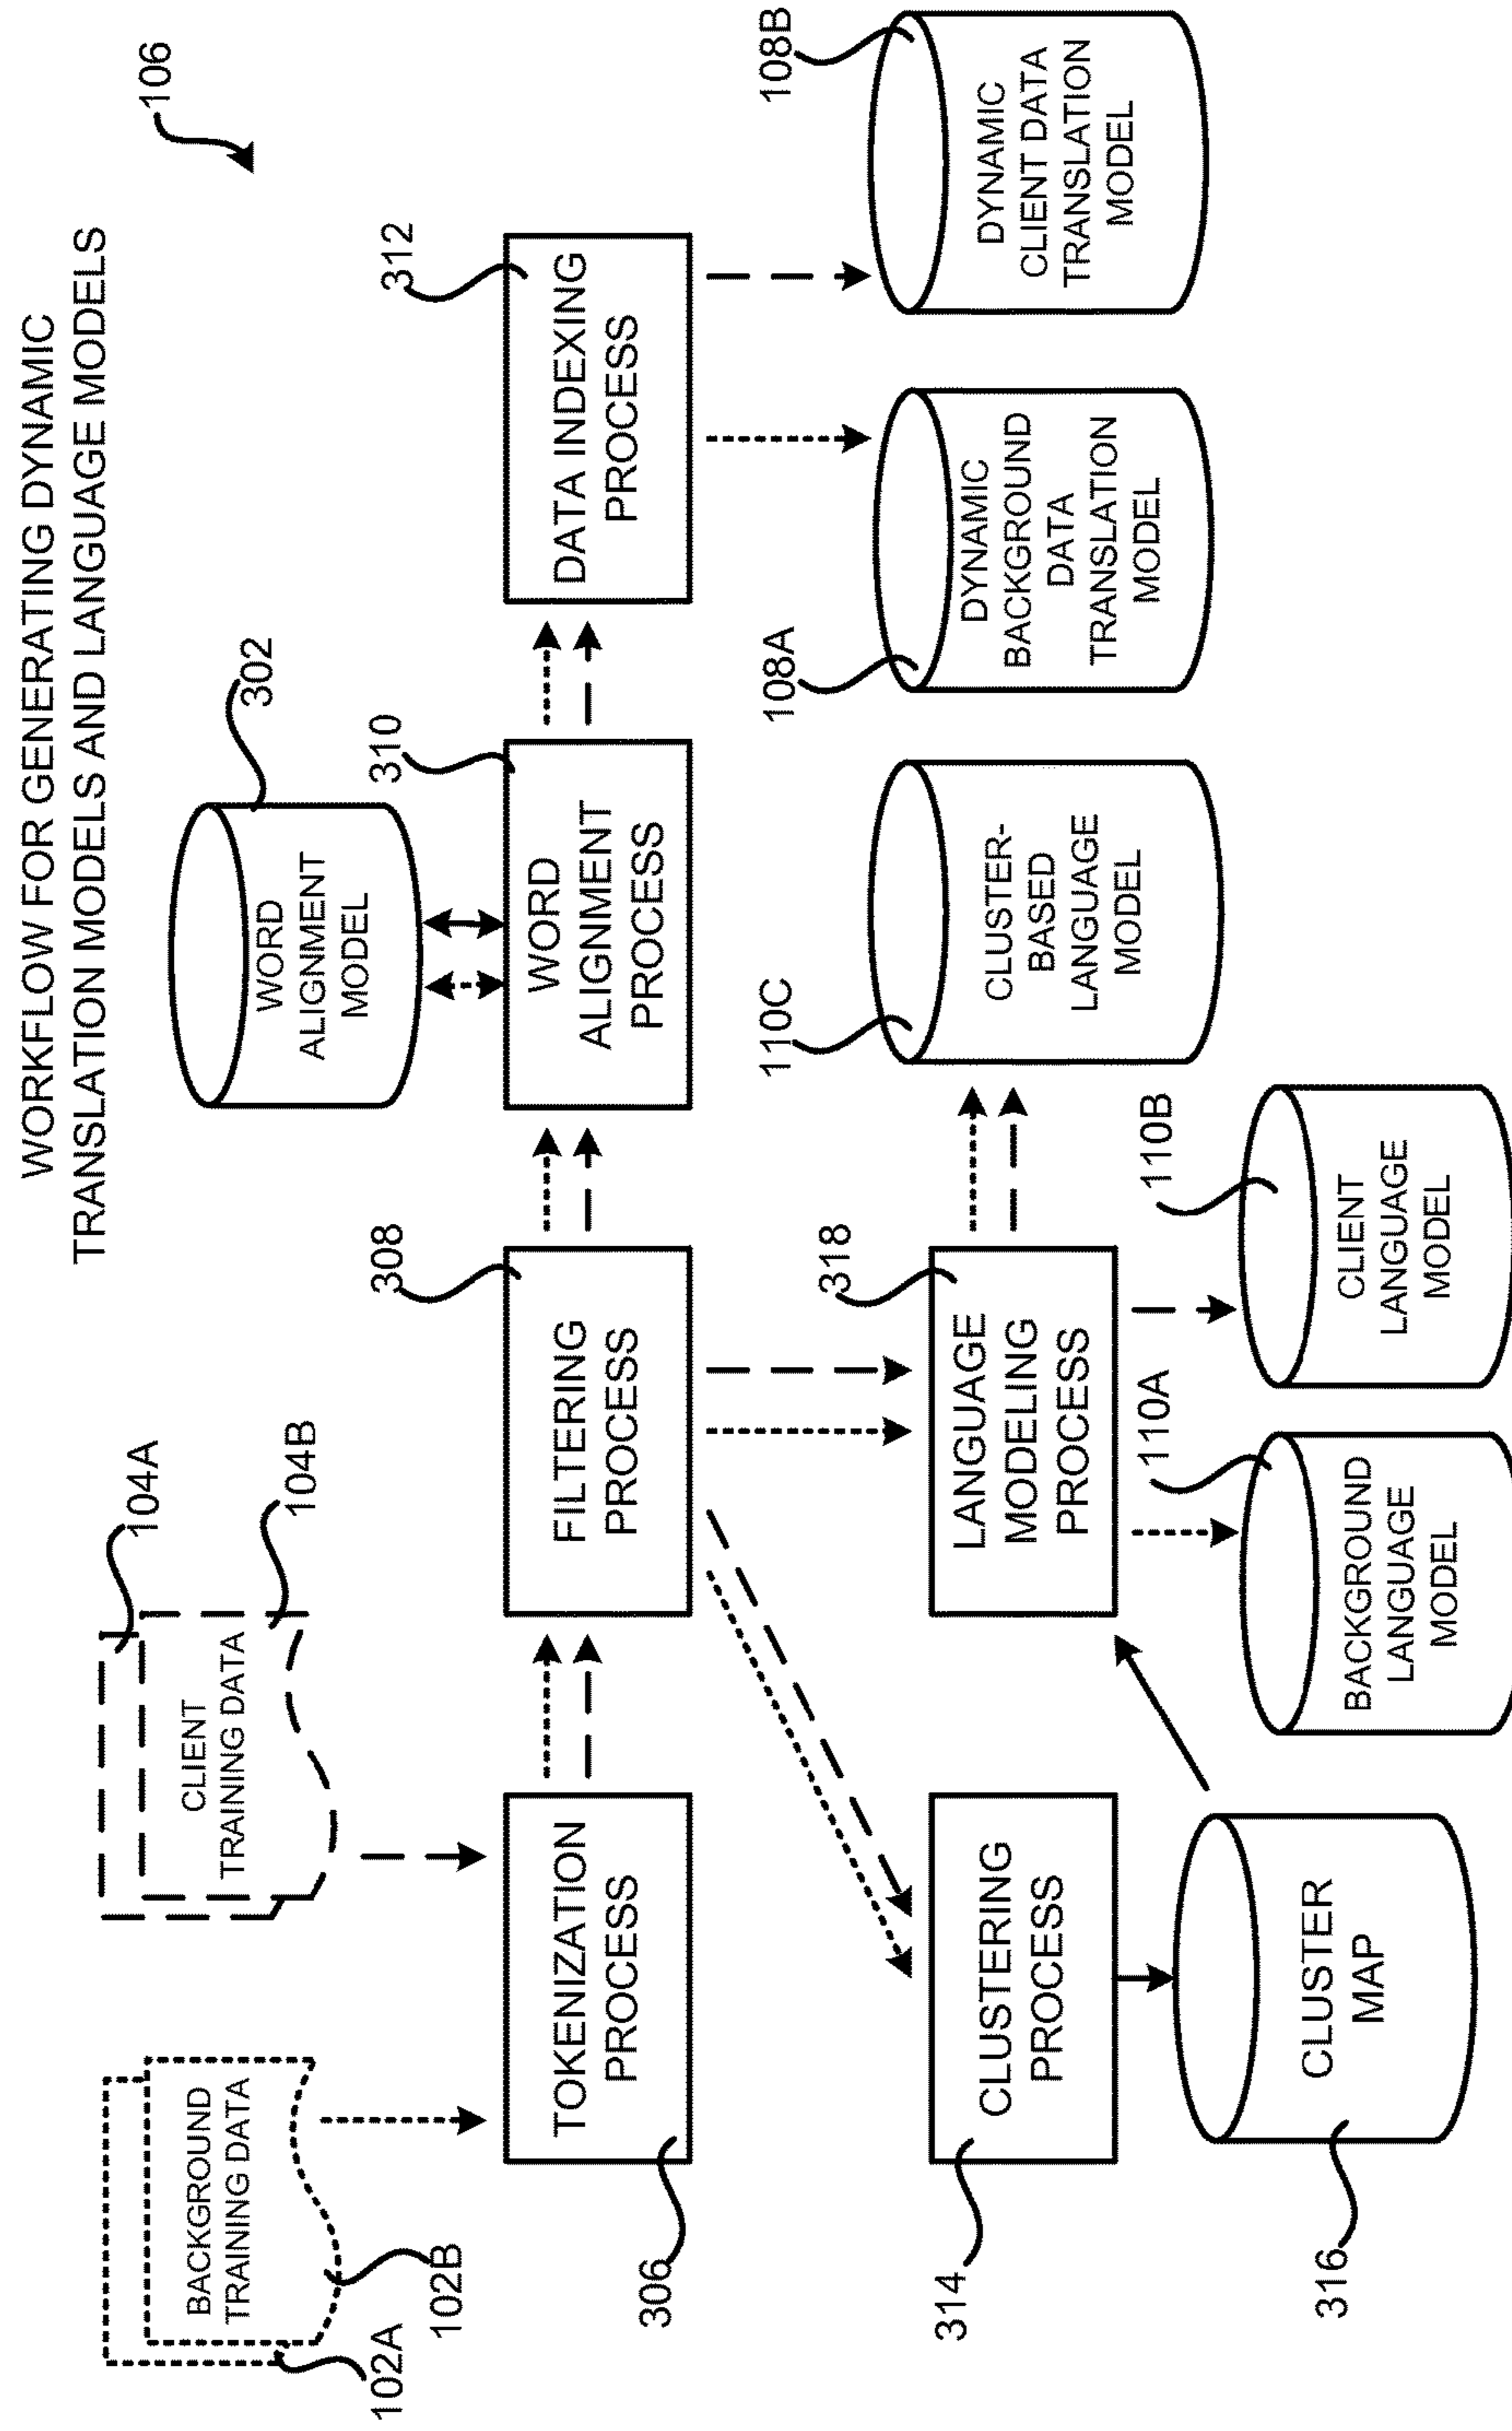 WORKFLOW FOR GENERATING DYNAMIC
TRANSLATION MODELS AND LANGUAGE MODELS
106
102A
102B
BACKGROUND
TRAINING DATA
104A
104B
CLIENT
TRAINING DATA
302
WORD
ALIGNMENT
MODEL
306
TOKENIZATION
PROCESS
308
FILTERING
PROCESS
310
WORD
ALIGNMENT
PROCESS
312
DATA INDEXING
PROCESS
314
CLUSTERING
PROCESS
318
LANGUAGE
MODELING
PROCESS
110C
CLUSTER-
BASED
LANGUAGE
MODEL
108A
DYNAMIC
BACKGROUND
DATA
TRANSLATION
MODEL
108B
DYNAMIC
CLIENT DATA
TRANSLATION
MODEL
316
CLUSTER
MAP
110A
BACKGROUND
LANGUAGE
MODEL
110B
CLIENT
LANGUAGE
MODEL